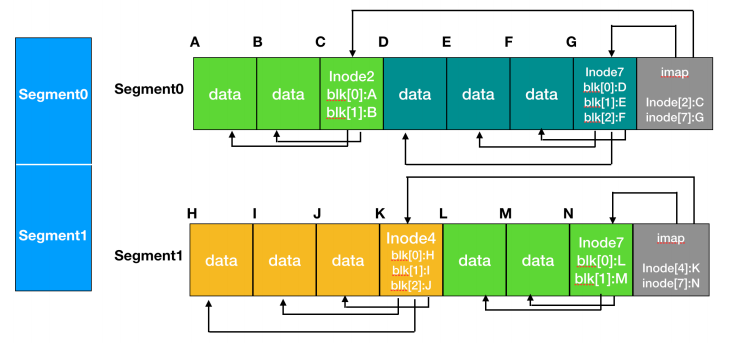 Segment0
Segment1
Segment0
A B C D E F G
data data Inode2 data data data Inode7 imap
blk[0]:A blk[0]:D
blk[1]:B blk[1]:E Inode[2]:C
blk[2]:F inode[7]:G
Segment1
H I J K L M N
data data data Inode4 data data Inode7 imap
blk[0]:H blk[0]:L
blk[1]:I blk[1]:M Inode[4]:K
blk[2]:J inode[7]:N